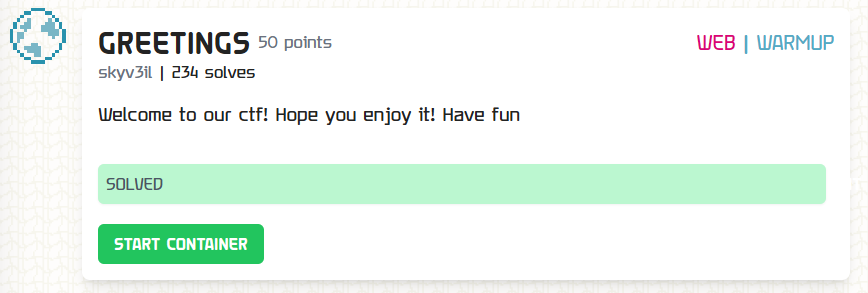 GREETINGS 50 points WEB | WARMUP
skyv3il | 234 solves
Welcome to our ctf! Hope you enjoy it! Have fun
SOLVED
START CONTAINER